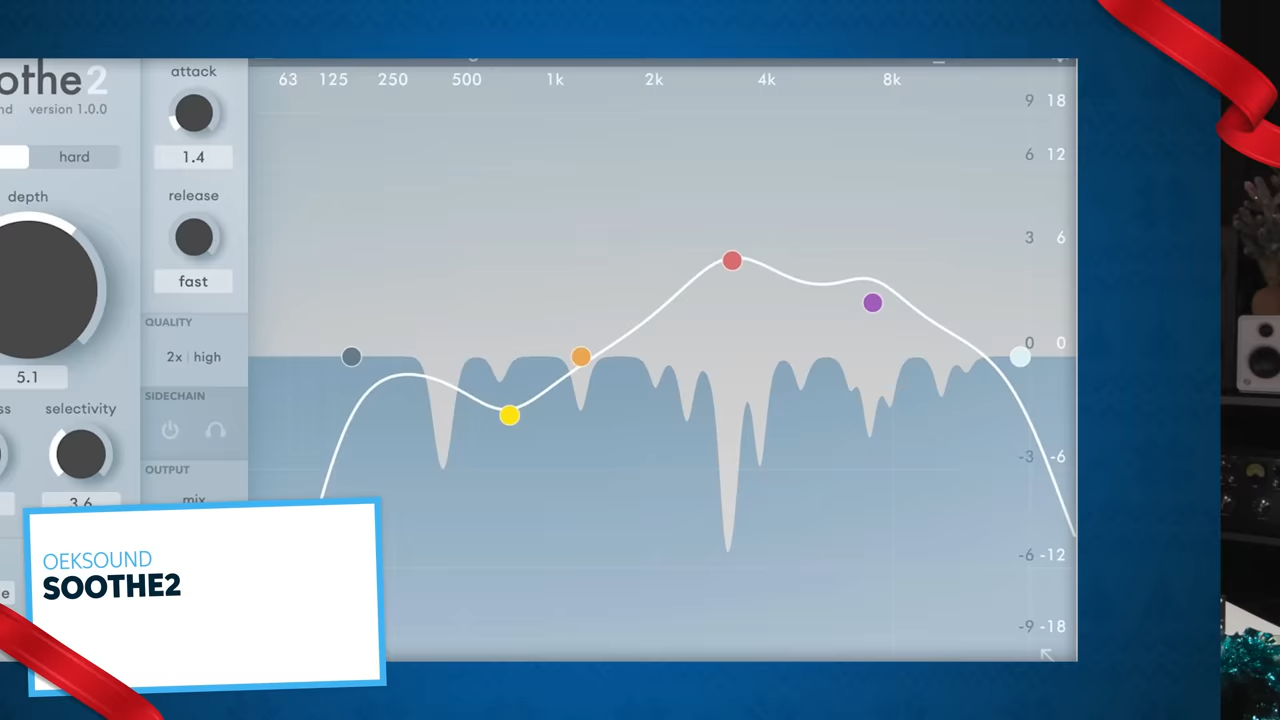 othe2
nd version 1.0.0
hard
depth
5.1
ss
selectivity
3.6
attack
1.4
release
fast
QUALITY
2x | high
SIDECHAIN
OUTPUT
mix
63 125 250 500 1k 2k 4k 8k
9 18
6 12
3 6
0 0
-3 -6
-6 -12
-9 -18
e
OEKSOUND
SOOTHE2